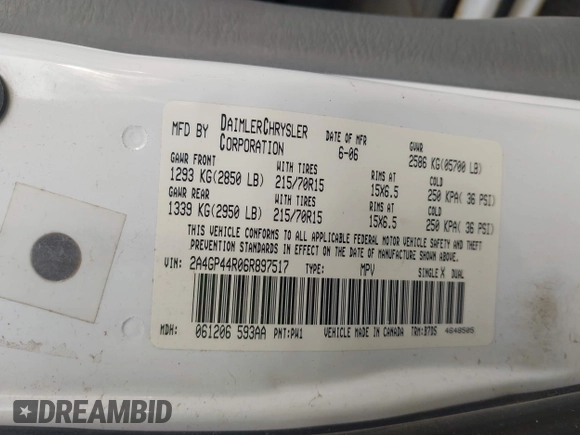 MFD BY DAIMLERCHRYSLER CORPORATION
DATE OF MFR 6-06
GVWR 2586 KG(05700 LB)
GAWR FRONT WITH TIRES RIMS AT COLD
1293 KG(2850 LB) 215/70R15 15X6.5 250 KPA( 36 PSI)
GAWR REAR WITH TIRES RIMS AT COLD
1339 KG(2950 LB) 215/70R15 15X6.5 250 KPA( 36 PSI)
THIS VEHICLE CONFORMS TO ALL APPLICABLE FEDERAL MOTOR VEHICLE SAFETY AND THEFT
PREVENTION STANDARDS IN EFFECT ON THE DATE OF MANUFACTURE SHOWN ABOVE.
VIN: 2A4GP44R06R897517 TYPE: MPV SINGLE X DUAL
MDH: 061206 593AA PNT:PW1 VEHICLE MADE IN CANADA TRM:D7D5 4648505
DREAMBID